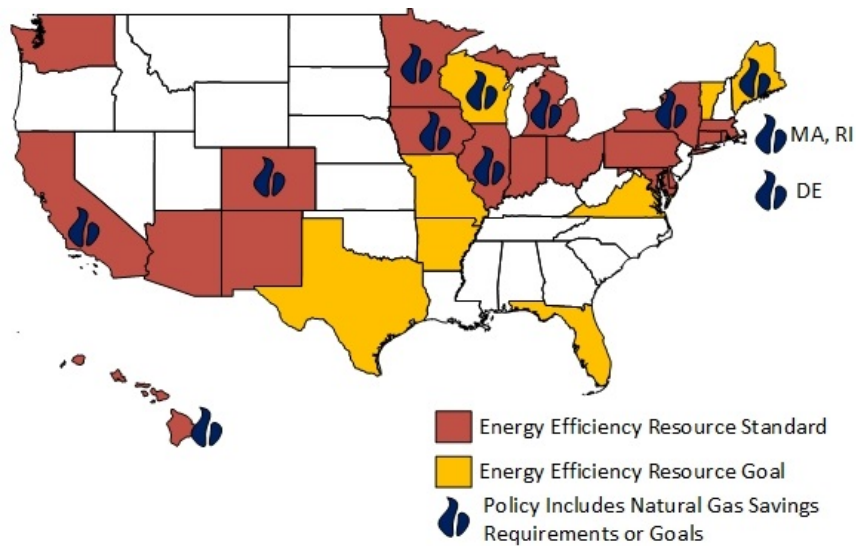 MA, RI
DE
Energy Efficiency Resource Standard
Energy Efficiency Resource Goal
Policy Includes Natural Gas Savings
Requirements or Goals